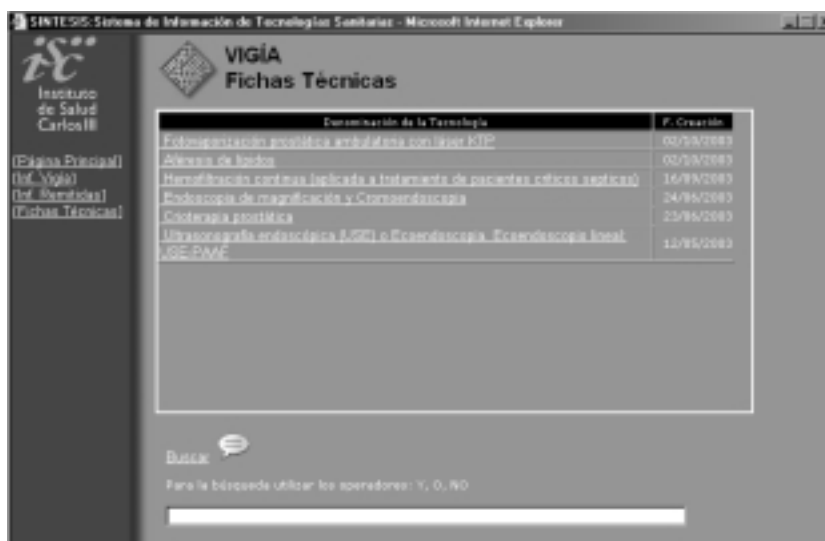 SINTESIS: Sistema de Información de Tecnologías Sanitarias - Microsoft Internet Explorer
isc
Instituto
de Salud
Carlos III
[Página Principal]
[Inf. Vigía]
[Inf. Remitidas]
[Fichas Técnicas]
VIGÍA
Fichas Técnicas
Denominación de la Tecnología F. Creación
Fotovaporización prostática ambulatoria con láser KTP 02/10/2003
Aféresis de lípidos 02/10/2003
Hemofiltración continua (aplicada a tratamiento de pacientes críticos sépticos) 16/09/2003
Endoscopia de magnificación y Cromoendoscopia 24/06/2003
Crioterapia prostática 23/06/2003
Ultrasonografía endoscópica (USE) o Ecoendoscopia. Ecoendoscopia lineal:
USE-PAAF 12/05/2003
Buscar
Para la búsqueda utilizar los operadores: Y, O, NO